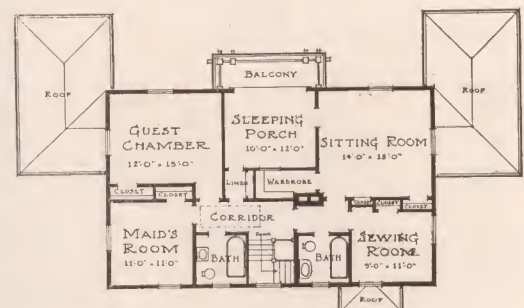 BALCONY
ROOF
ROOF
GUEST
CHAMBER
12'-0" x 15'-0"
SLEEPING
PORCH
10'-0" x 12'-0"
SITTING ROOM
14'-0" x 15'-0"
LINEN
WARDROBE
CLOSET
CLOSET
CLOSET
CLOSET
CLOSET
CORRIDOR
MAID'S
ROOM
11'-0" x 11'-0"
BATH
DOWN
BATH
SEWING
ROOM
9'-0" x 11'-0"
ROOF